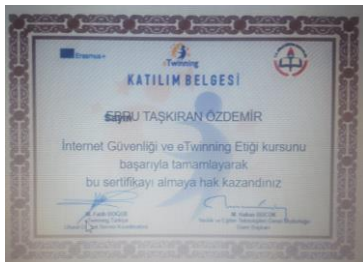 Erasmus+
eTwinning
KATILIM BELGESİ
Sayın EBRU TAŞKIRAN ÖZDEMİR
İnternet Güvenliği ve eTwinning Etiği kursunu
başarıyla tamamlayarak
bu sertifikayı almaya hak kazandınız